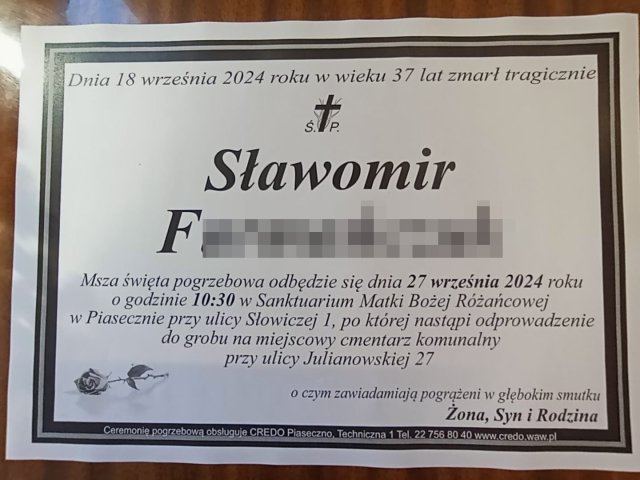 Dnia 18 września 2024 roku w wieku 37 lat zmarł tragicznie
Ś. P.
Sławomir
Msza święta pogrzebowa odbędzie się dnia 27 września 2024 roku
o godzinie 10:30 w Sanktuarium Matki Bożej Różańcowej
w Piasecznie przy ulicy Słowiczej 1, po której nastąpi odprowadzenie
do grobu na miejscowy cmentarz komunalny
przy ulicy Julianowskiej 27
o czym zawiadamiają pogrążeni w głębokim smutku
Żona, Syn i Rodzina
Ceremonie pogrzebową obsługuje CREDO Piaseczno, Techniczna 1 Tel. 22 756 80 40 www.credo.waw.pl